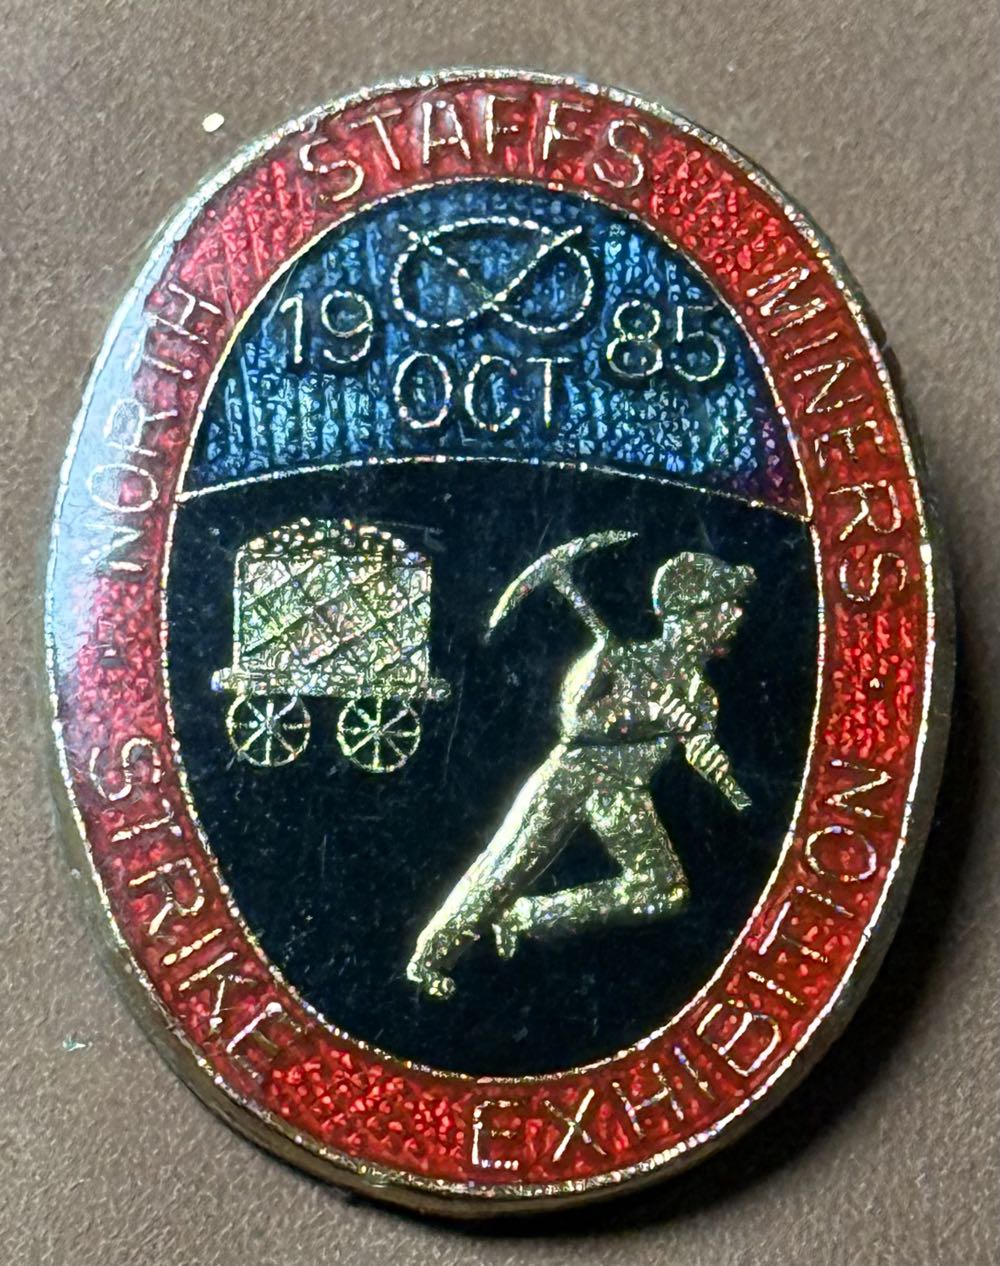 NORTH STAFFS MINERS
STRIKE EXHIBITION
1985
OCT